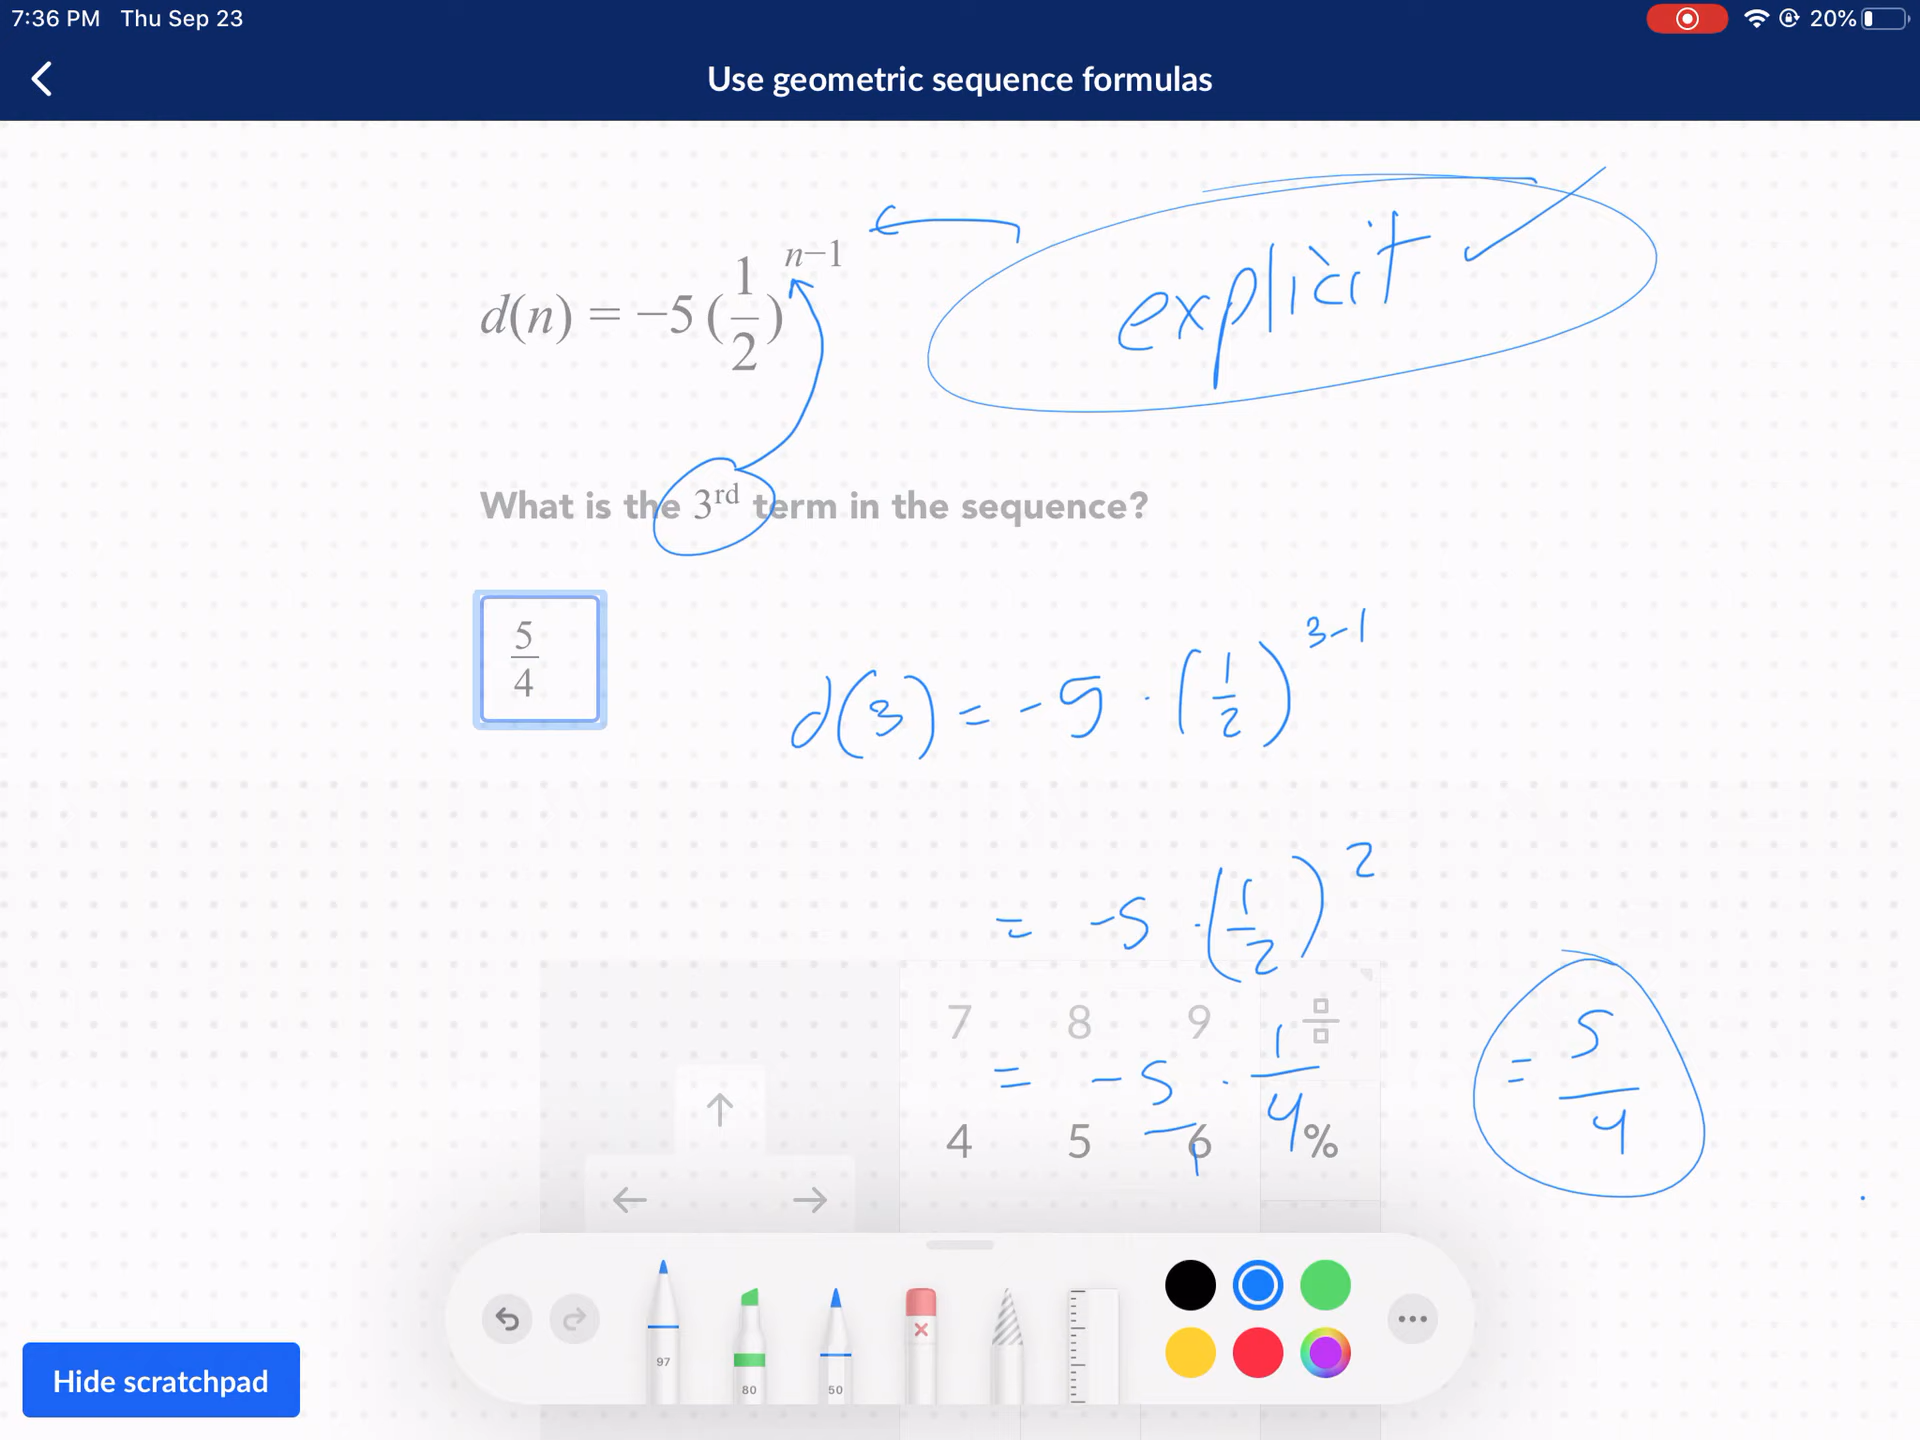 7:36 PM Thu Sep 23 20%
Use geometric sequence formulas
explicit
d(n) = −5 (1/2)^n−1
What is the 3rd term in the sequence?
5/4
d(3) = -5 · (1/2)^3-1
= -5 · (1/2)^2
= -5/1 · 1/4
= 5/4
7 8 9
4 5 6 %
97 80 50
Hide scratchpad